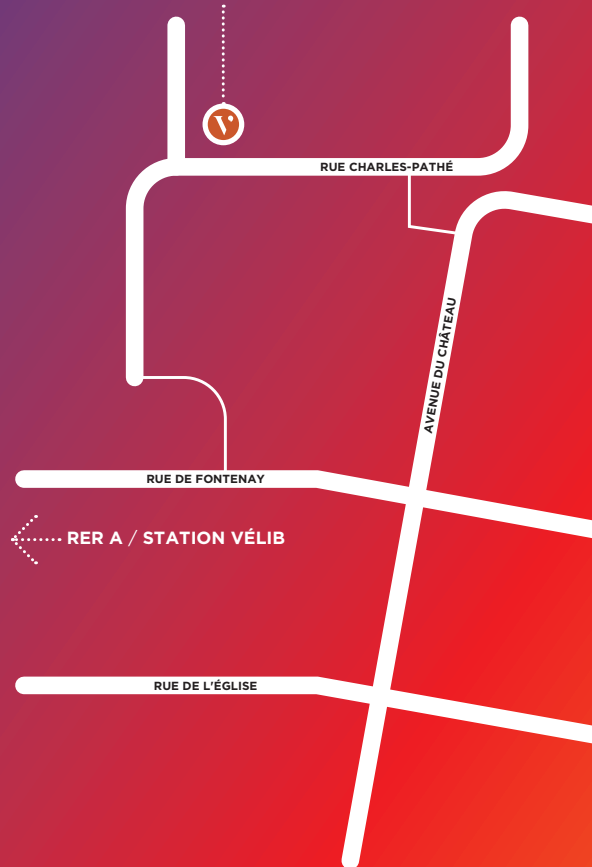 V
RUE CHARLES-PATHÉ
AVENUE DU CHÂTEAU
RUE DE FONTENAY
RER A / STATION VÉLIB
RUE DE L'ÉGLISE